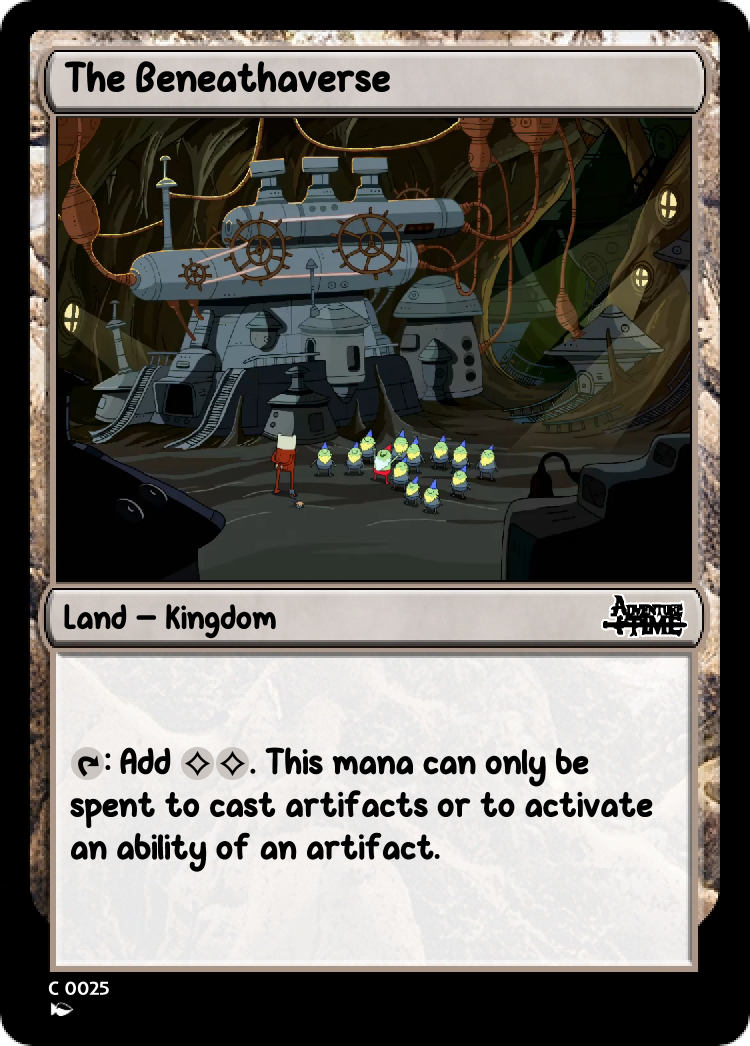 The Beneathaverse
Land – Kingdom
ADVENTURE
TIME
: Add . This mana can only be
spent to cast artifacts or to activate
an ability of an artifact.
C 0025